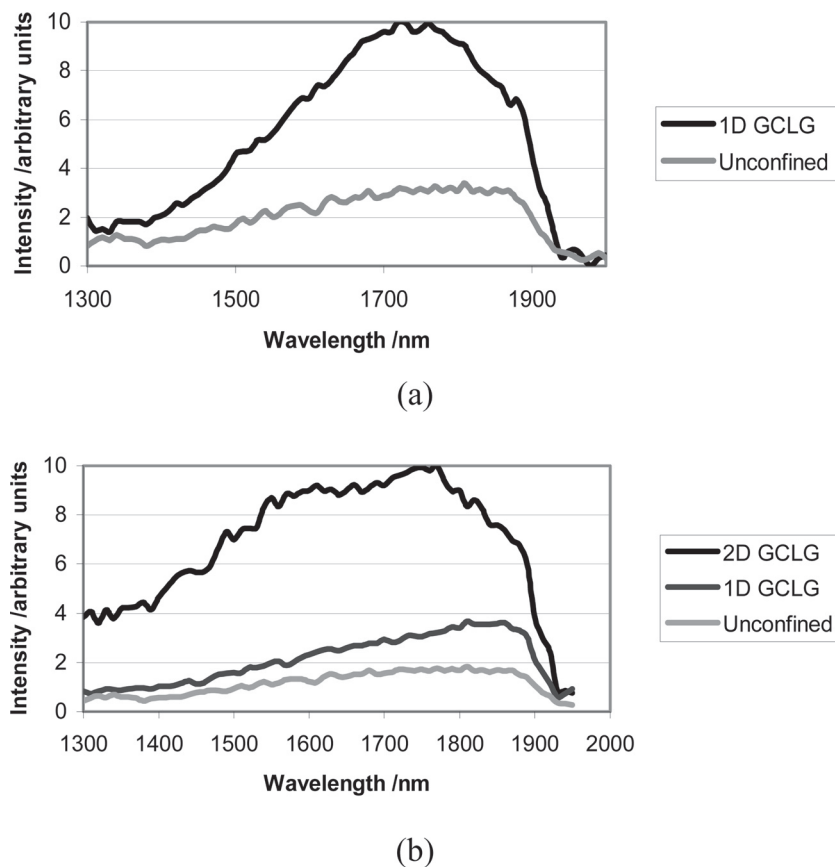 10
8
6
4
2
0
Intensity /arbitrary units
1300 1500 1700 1900
Wavelength /nm
1D GCLG
Unconfined
(a)
10
8
6
4
2
0
Intensity /arbitrary units
1300 1400 1500 1600 1700 1800 1900 2000
Wavelength /nm
2D GCLG
1D GCLG
Unconfined
(b)